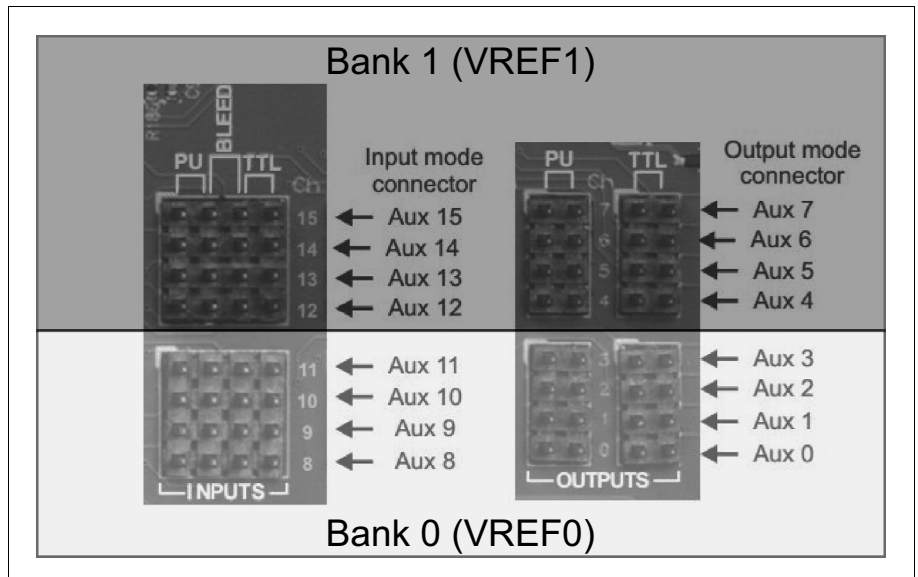 Bank 1 (VREF1)
BLEED
PU TTL
Ch
15
14
13
12
Input mode
connector
Aux 15
Aux 14
Aux 13
Aux 12
PU TTL
Ch
7
6
5
4
Output mode
connector
Aux 7
Aux 6
Aux 5
Aux 4
11
10
9
8
INPUTS
Aux 11
Aux 10
Aux 9
Aux 8
3
2
1
0
OUTPUTS
Aux 3
Aux 2
Aux 1
Aux 0
Bank 0 (VREF0)